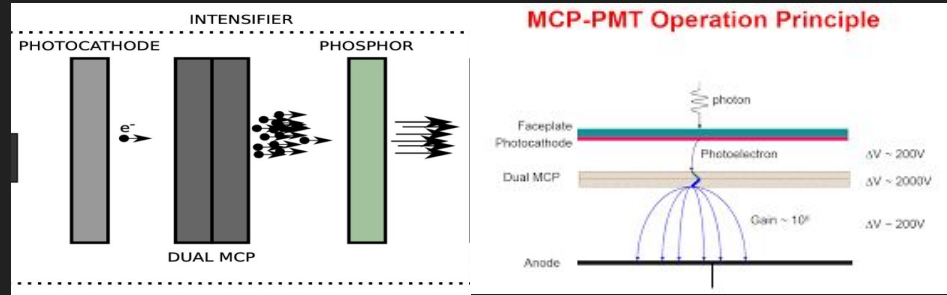 INTENSIFIER
PHOTOCATHODE
PHOSPHOR
e⁻
DUAL MCP
MCP-PMT Operation Principle
photon
Faceplate
Photocathode
Photoelectron
ΔV ~ 200V
Dual MCP
ΔV ~ 2000V
Gain ~ 10⁶
ΔV ~ 200V
Anode